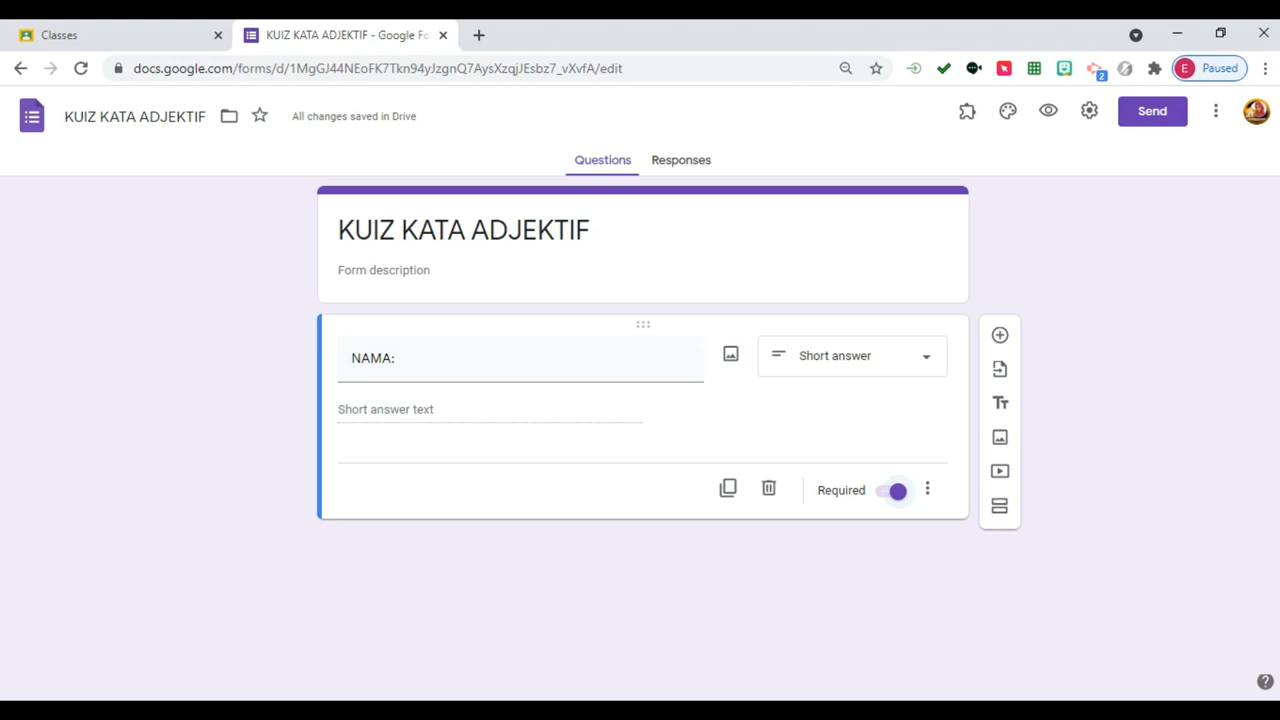 Classes
KUIZ KATA ADJEKTIF - Google Fo
docs.google.com/forms/d/1MgGJ44NEoFK7Tkn94yJzgnQ7AysXzqjJEsbz7_vXvfA/edit
2
E Paused
KUIZ KATA ADJEKTIF
All changes saved in Drive
Send
Questions
Responses
KUIZ KATA ADJEKTIF
Form description
NAMA:
Short answer
Short answer text
Required